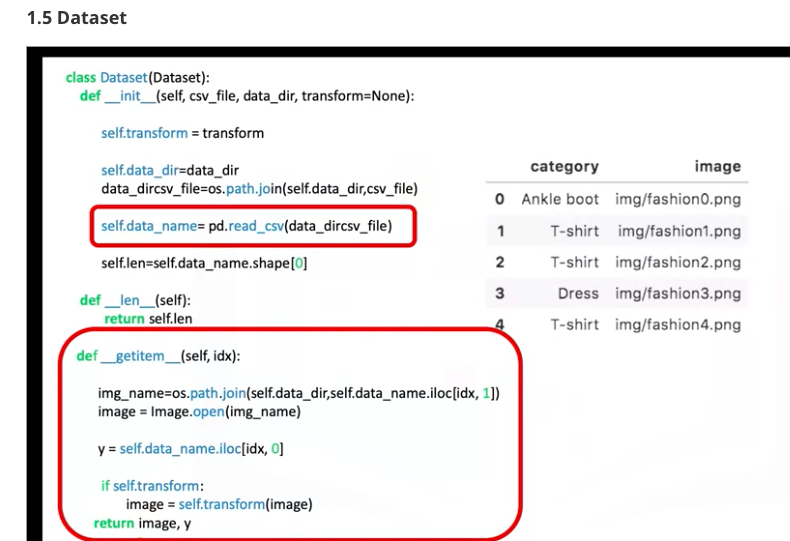 1.5 Dataset
class Dataset(Dataset):
def __init__(self, csv_file, data_dir, transform=None):
self.transform = transform
self.data_dir=data_dir
data_dircsv_file=os.path.join(self.data_dir,csv_file)
self.data_name= pd.read_csv(data_dircsv_file)
self.len=self.data_name.shape[0]
def __len__(self):
return self.len
def __getitem__(self, idx):
img_name=os.path.join(self.data_dir,self.data_name.iloc[idx, 1])
image = Image.open(img_name)
y = self.data_name.iloc[idx, 0]
if self.transform:
image = self.transform(image)
return image, y
category image
0 Ankle boot img/fashion0.png
1 T-shirt img/fashion1.png
2 T-shirt img/fashion2.png
3 Dress img/fashion3.png
4 T-shirt img/fashion4.png